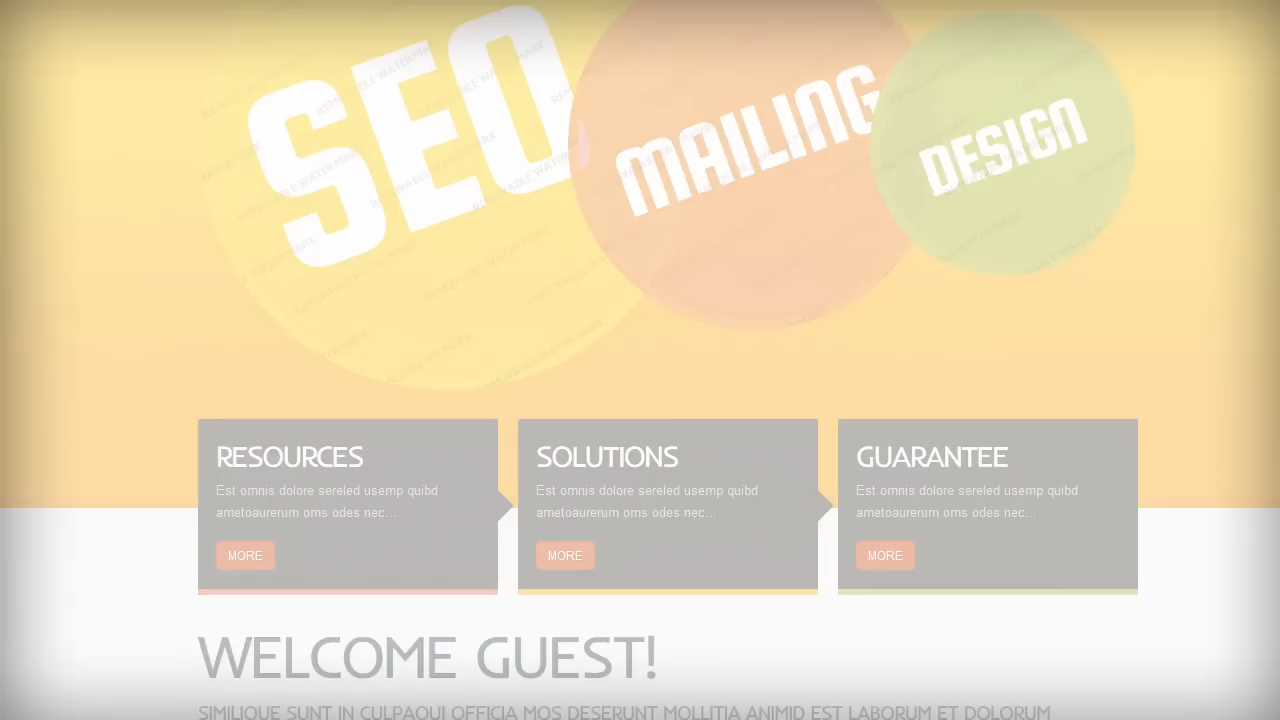 SEO
MAILING
DESIGN
REMOVABLE WATERMARK
RESOURCES
Est omnis dolore sereled usemp quibd
ametoaurerum oms odes nec...
MORE
SOLUTIONS
Est omnis dolore sereled usemp quibd
ametoaurerum oms odes nec...
MORE
GUARANTEE
Est omnis dolore sereled usemp quibd
ametoaurerum oms odes nec...
MORE
WELCOME GUEST!
SIMILIQUE SUNT IN CULPAQUI OFFICIA MOS DESERUNT MOLLITIA ANIMID EST LABORUM ET DOLORUM